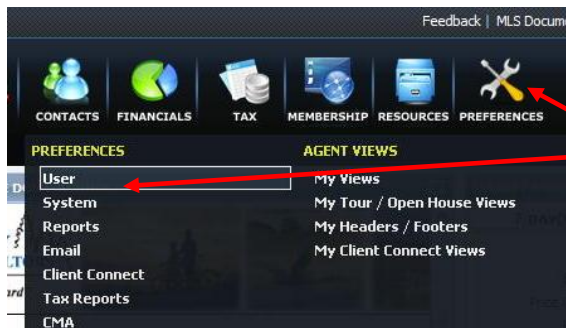 Feedback | MLS Docume
CONTACTS FINANCIALS TAX MEMBERSHIP RESOURCES PREFERENCES
PREFERENCES AGENT VIEWS
User My Views
System My Tour / Open House Views
Reports My Headers / Footers
Email My Client Connect Views
Client Connect
Tax Reports
CMA